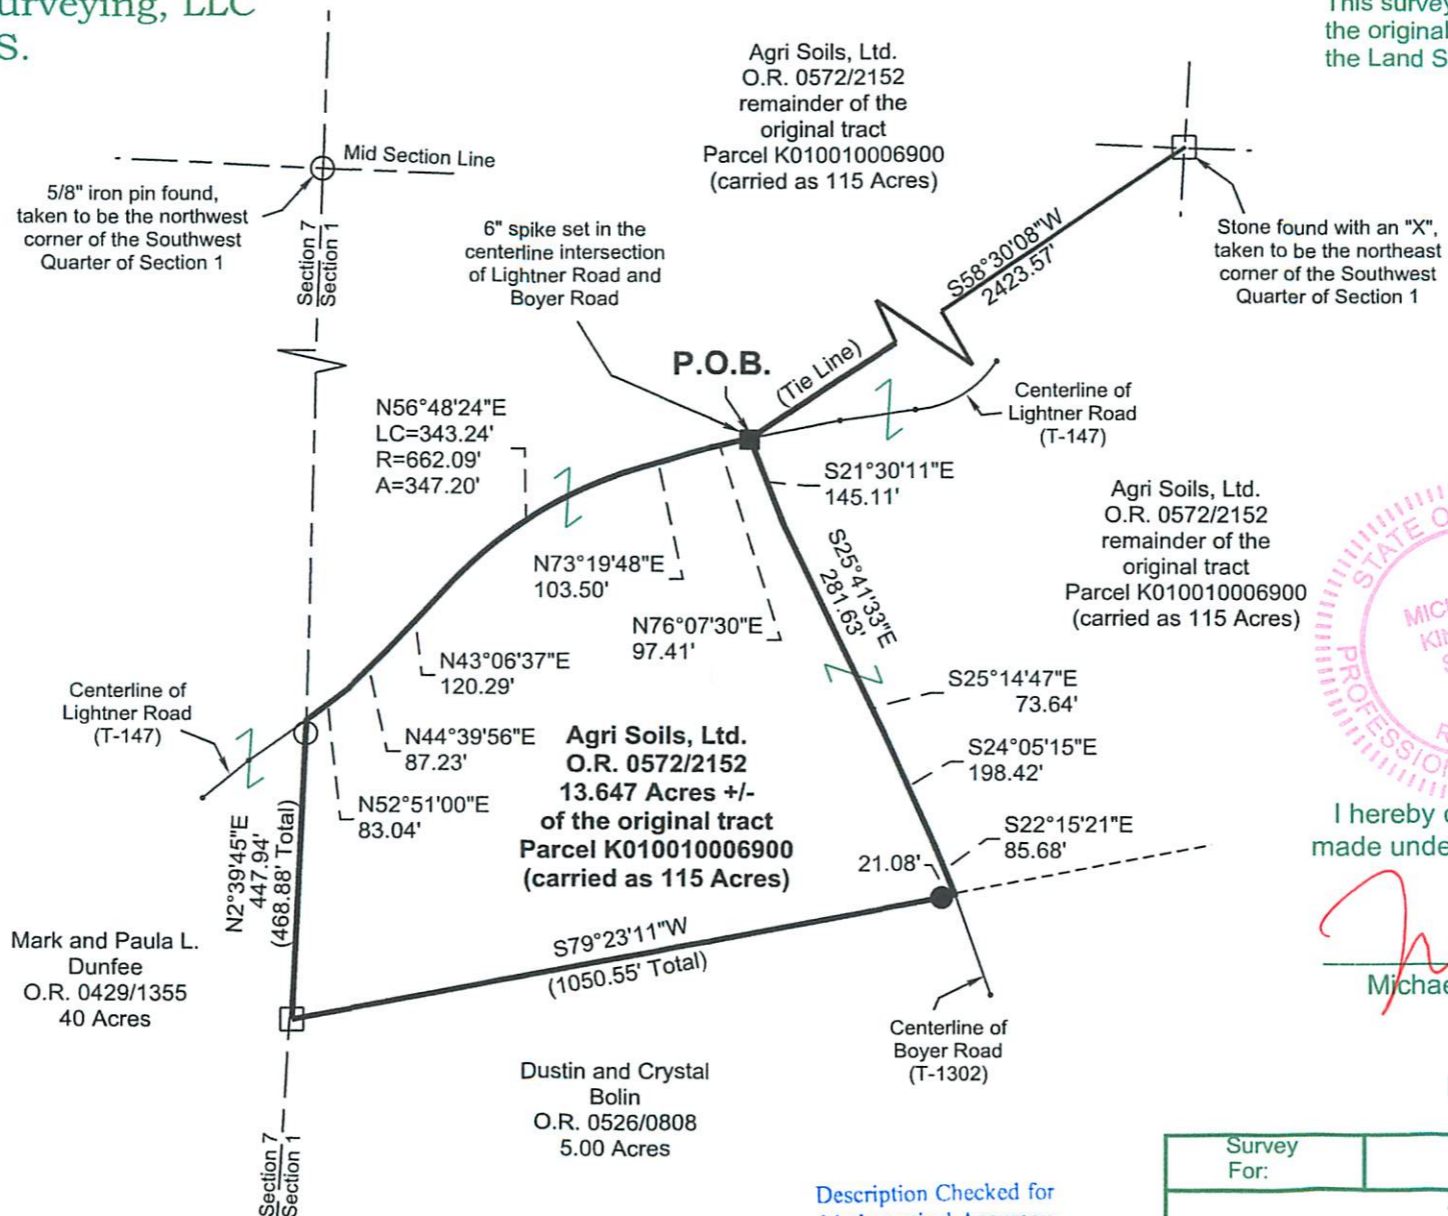 urveying, LLC
S.
This survey
the original
the Land S
Agri Soils, Ltd.
O.R. 0572/2152
remainder of the
original tract
Parcel K010010006900
(carried as 115 Acres)
Mid Section Line
5/8" iron pin found,
taken to be the northwest
corner of the Southwest
Quarter of Section 1
Section 7
Section 1
6" spike set in the
centerline intersection
of Lightner Road and
Boyer Road
S58°30'08"W
2423.57'
Stone found with an "X",
taken to be the northeast
corner of the Southwest
Quarter of Section 1
P.O.B.
(Tie Line)
Centerline of
Lightner Road
(T-147)
N56°48'24"E
LC=343.24'
R=662.09'
A=347.20'
S21°30'11"E
145.11'
Agri Soils, Ltd.
O.R. 0572/2152
remainder of the
original tract
Parcel K010010006900
(carried as 115 Acres)
STATE O
MICH
KIN
S
PROFESSION
R
N73°19'48"E
103.50'
S25°41'33"E
281.63'
N76°07'30"E
97.41'
N43°06'37"E
120.29'
S25°14'47"E
73.64'
Centerline of
Lightner Road
(T-147)
N44°39'56"E
87.23'
Agri Soils, Ltd.
O.R. 0572/2152
13.647 Acres +/-
of the original tract
Parcel K010010006900
(carried as 115 Acres)
S24°05'15"E
198.42'
N52°51'00"E
83.04'
N2°39'45"E
447.94'
(468.88' Total)
S22°15'21"E
85.68'
21.08'
I hereby c
made unde
S79°23'11"W
(1050.55' Total)
Mark and Paula L.
Dunfee
O.R. 0429/1355
40 Acres
Michae
Centerline of
Boyer Road
(T-1302)
Dustin and Crystal
Bolin
O.R. 0526/0808
5.00 Acres
Section 7
Section 1
Survey
For:
Description Checked for